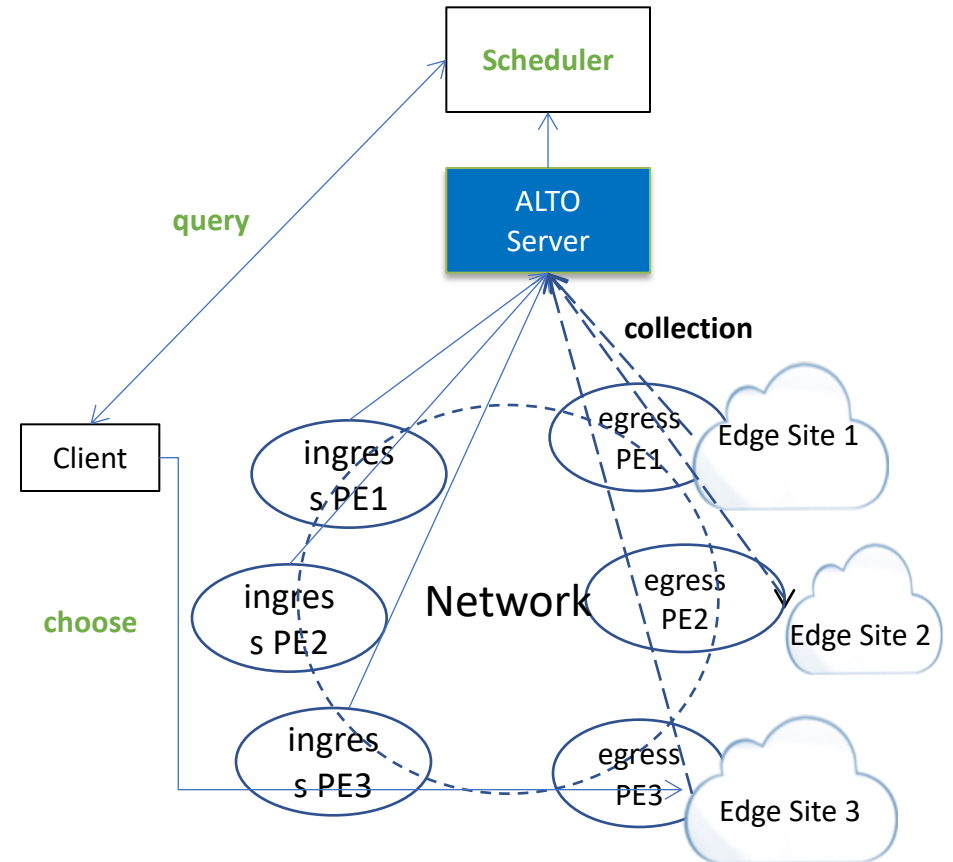 Scheduler
ALTO
Server
query
collection
egress
PE1
Edge Site 1
Client
ingres
s PE1
ingres
s PE2
Network
egress
PE2
Edge Site 2
choose
ingres
s PE3
egress
PE3
Edge Site 3